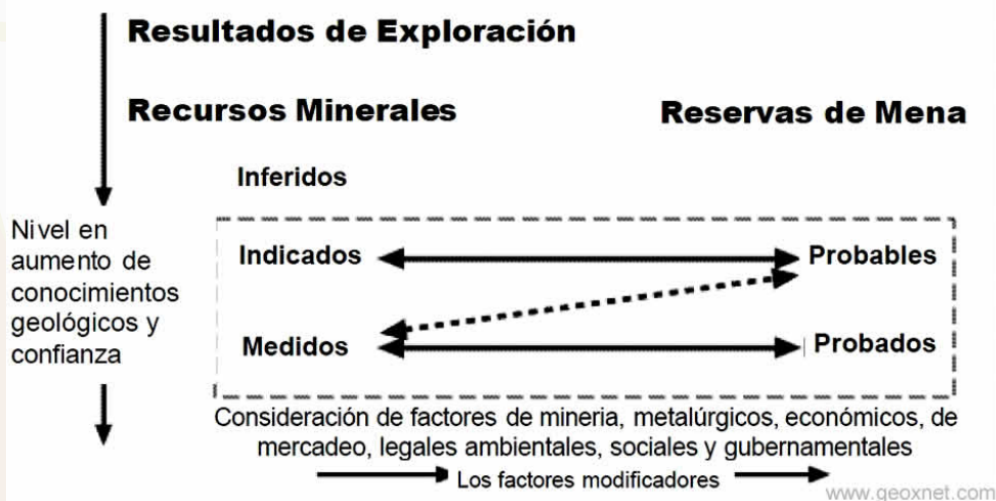 Resultados de Exploración
Recursos Minerales
Reservas de Mena
Inferidos
Nivel en
aumento de
conocimientos
geológicos y
confianza
Indicados
Probables
Medidos
Probados
Consideración de factores de mineria, metalúrgicos, económicos, de
mercadeo, legales ambientales, sociales y gubernamentales
Los factores modificadores
www.geoxnet.com